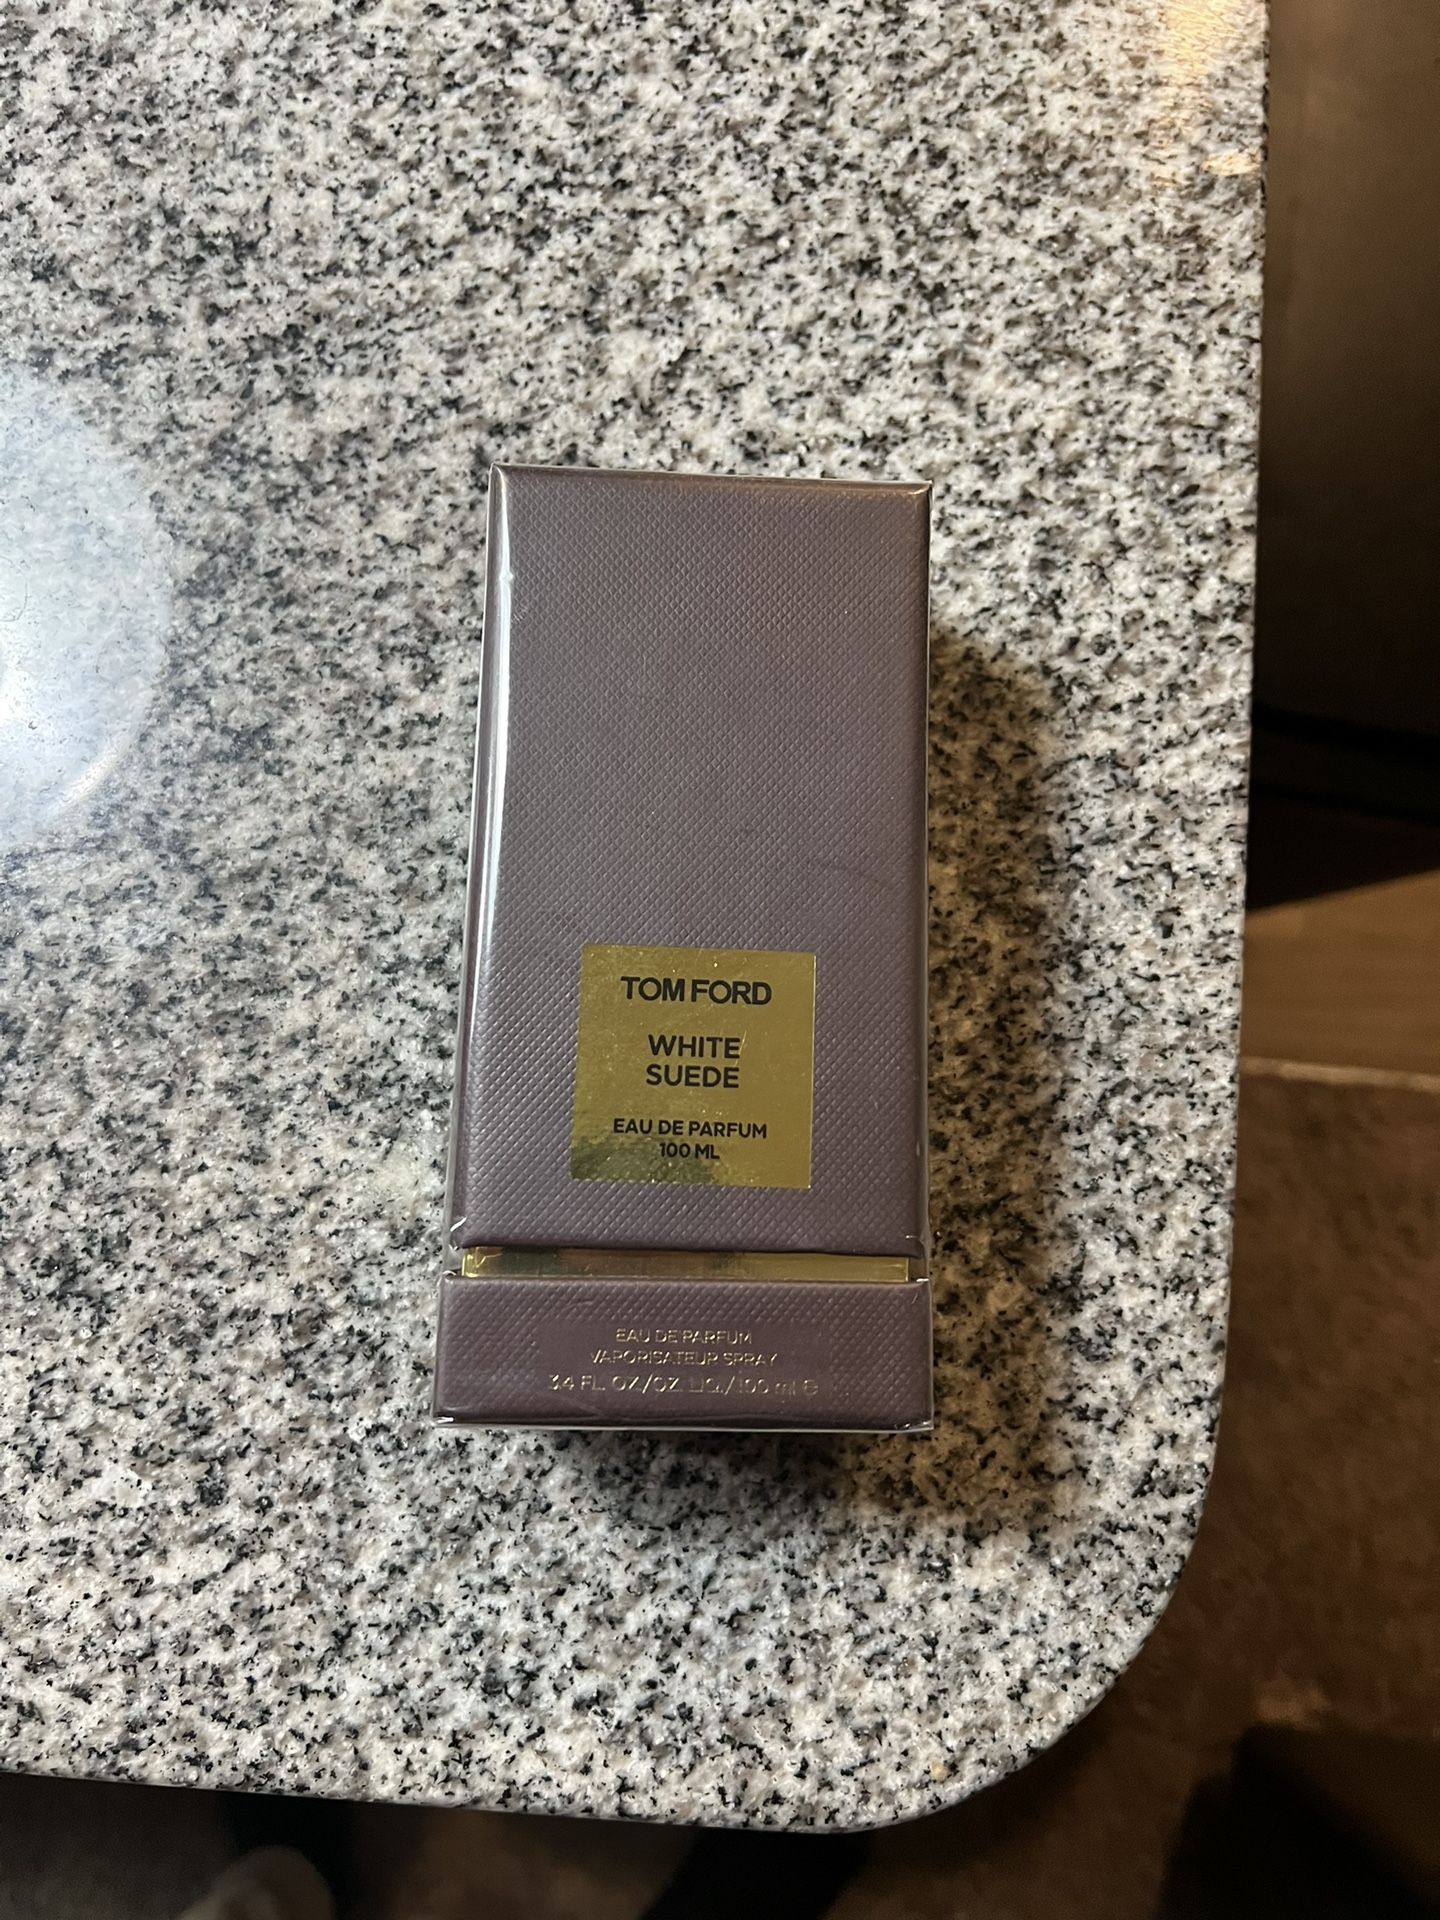 TOM FORD
WHITE
SUEDE
EAU DE PARFUM
100 ML
EAU DE PARFUM
VAPORISATEUR SPRAY
3.4 FL. OZ./OZ. LIQ./100 ml ℮